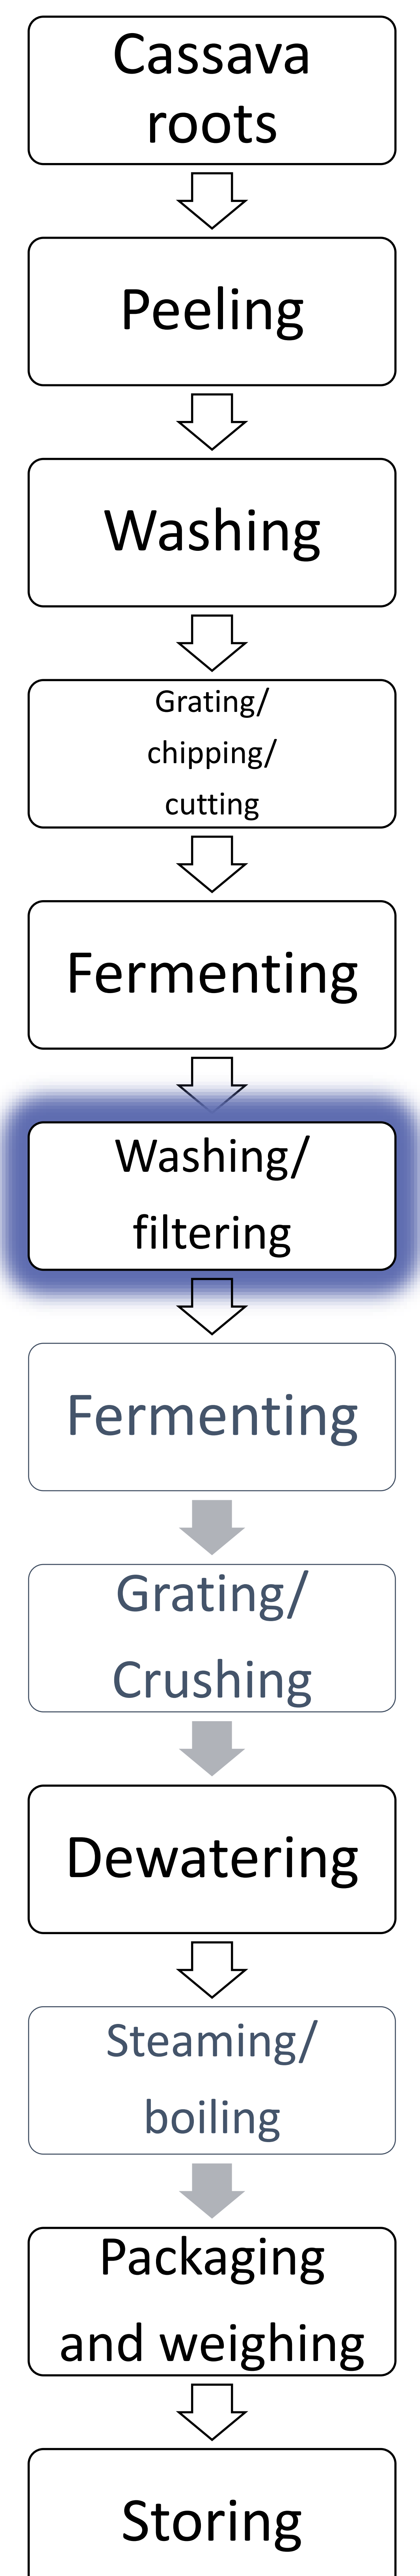 Cassava
roots
Peeling
Washing
Grating/
chipping/
cutting
Fermenting
Washing/
filtering
Fermenting
Grating/
Crushing
Dewatering
Steaming/
boiling
Packaging
and weighing
Storing